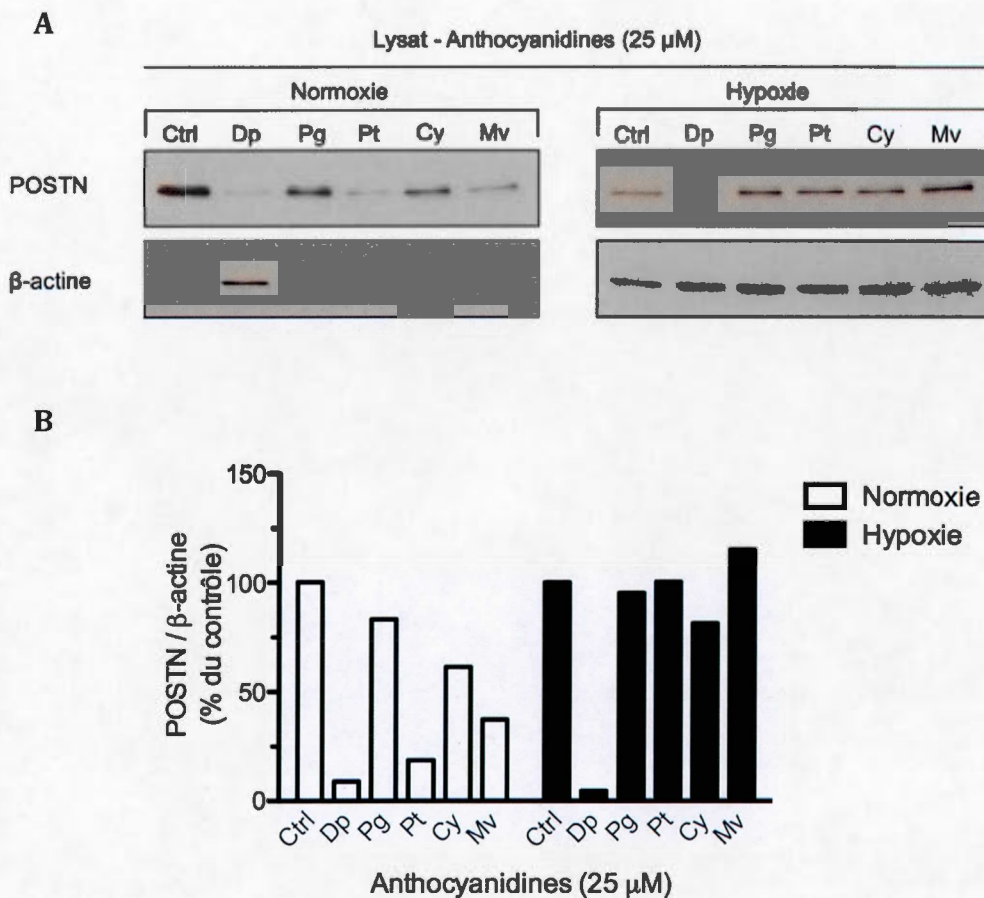 A
Lysat - Anthocyanidines (25 µM)
Normoxie
Hypoxie
Ctrl Dp Pg Pt Cy Mv
Ctrl Dp Pg Pt Cy Mv
POSTN
β-actine
B
150
100
50
0
POSTN / β-actine
(% du contrôle)
Normoxie
Hypoxie
Ctrl Dp Pg Pt Cy Mv
Ctrl Dp Pg Pt Cy Mv
Anthocyanidines (25 µM)